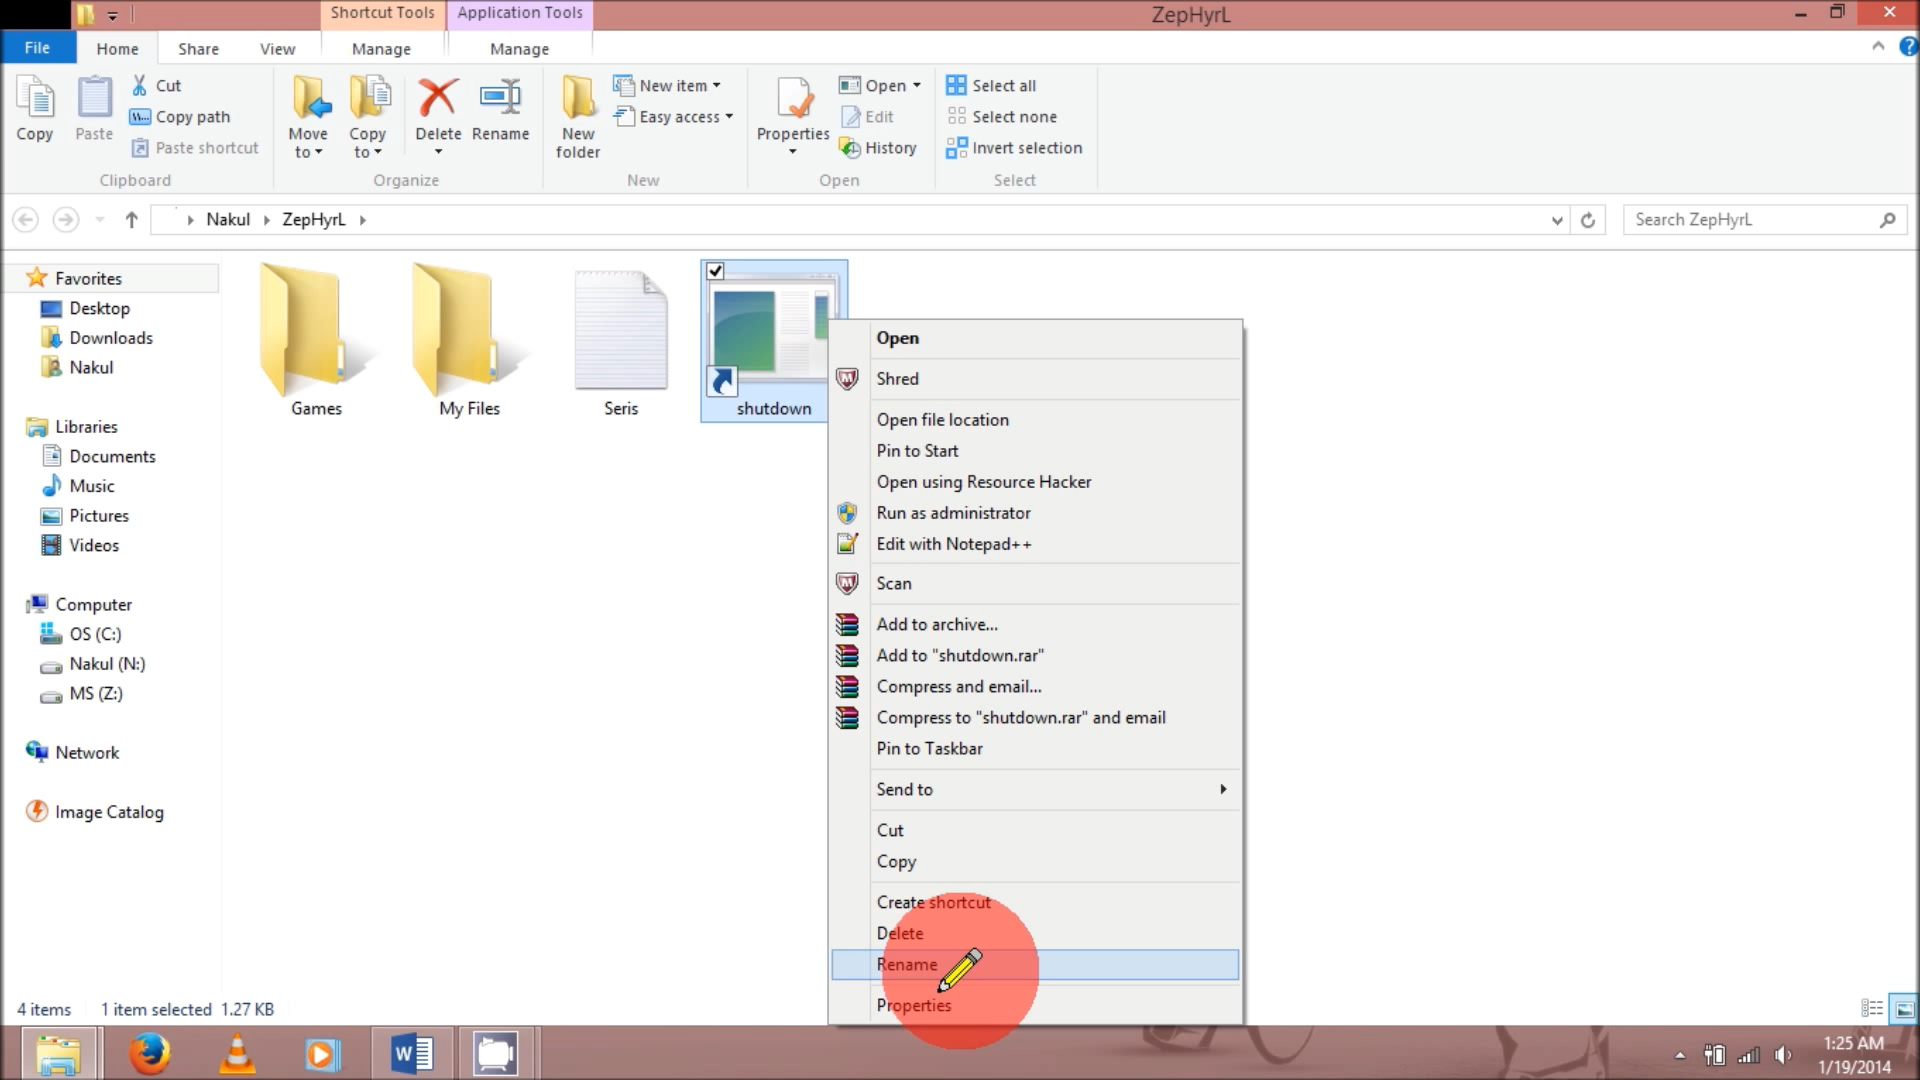 Shortcut Tools
Application Tools
ZepHyrL
File
Home
Share
View
Manage
Manage
Copy
Paste
Cut
Copy path
Paste shortcut
Clipboard
Move to
Copy to
Delete
Rename
Organize
New folder
New item
Easy access
New
Properties
Open
Edit
History
Open
Select all
Select none
Invert selection
Select
Nakul
ZepHyrL
Search ZepHyrL
Favorites
Desktop
Downloads
Nakul
Libraries
Documents
Music
Pictures
Videos
Computer
OS (C:)
Nakul (N:)
MS (Z:)
Network
Image Catalog
Games
My Files
Seris
shutdown
Open
Shred
Open file location
Pin to Start
Open using Resource Hacker
Run as administrator
Edit with Notepad++
Scan
Add to archive...
Add to "shutdown.rar"
Compress and email...
Compress to "shutdown.rar" and email
Pin to Taskbar
Send to
Cut
Copy
Create shortcut
Delete
Rename
Properties
4 items
1 item selected 1.27 KB
1:25 AM
1/19/2014